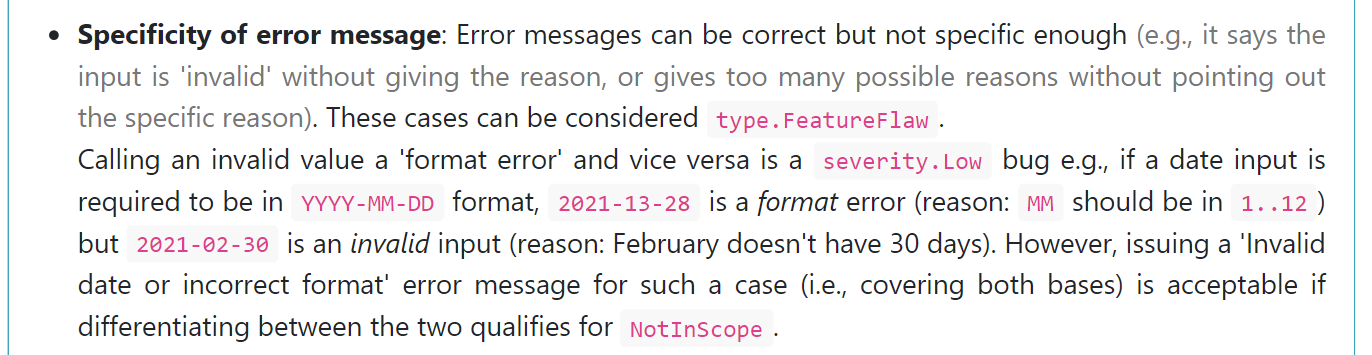 • Specificity of error message: Error messages can be correct but not specific enough (e.g., it says the
input is 'invalid' without giving the reason, or gives too many possible reasons without pointing out
the specific reason). These cases can be considered type.FeatureFlaw .
Calling an invalid value a 'format error' and vice versa is a severity.Low bug e.g., if a date input is
required to be in YYYY-MM-DD format, 2021-13-28 is a format error (reason: MM should be in 1..12 )
but 2021-02-30 is an invalid input (reason: February doesn't have 30 days). However, issuing a 'Invalid
date or incorrect format' error message for such a case (i.e., covering both bases) is acceptable if
differentiating between the two qualifies for NotInScope .